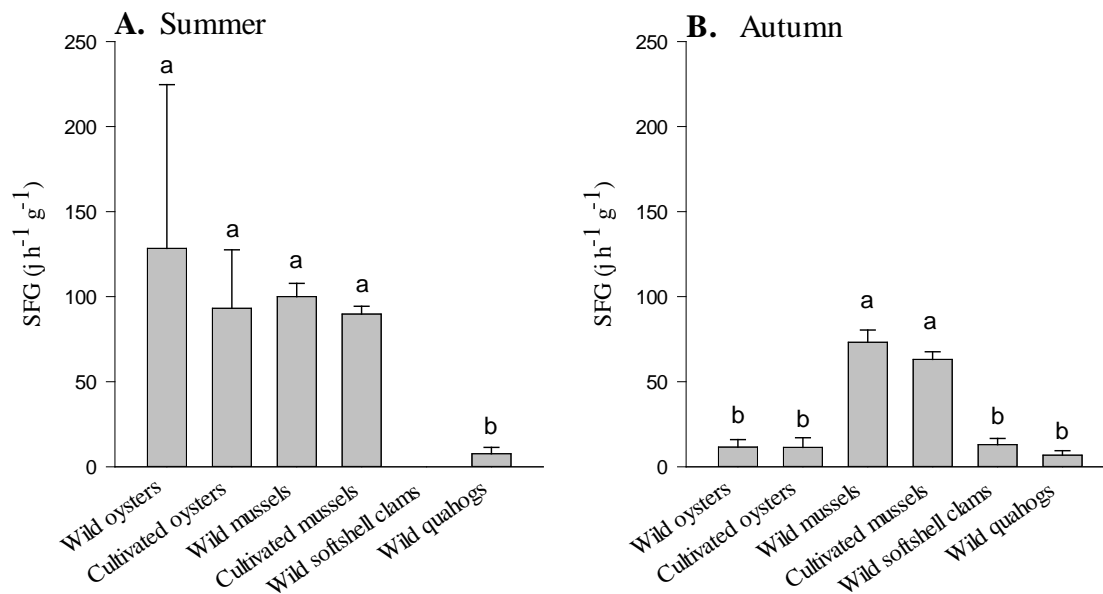 A. Summer
250
200
150
100
50
0
SFG (j h-1 g-1)
a
a
a
a
b
Wild oysters
Cultivated oysters
Wild mussels
Cultivated mussels
Wild softshell clams
Wild quahogs
B. Autumn
250
200
150
100
50
0
SFG (j h-1 g-1)
b
b
a
a
b
b
Wild oysters
Cultivated oysters
Wild mussels
Cultivated mussels
Wild softshell clams
Wild quahogs